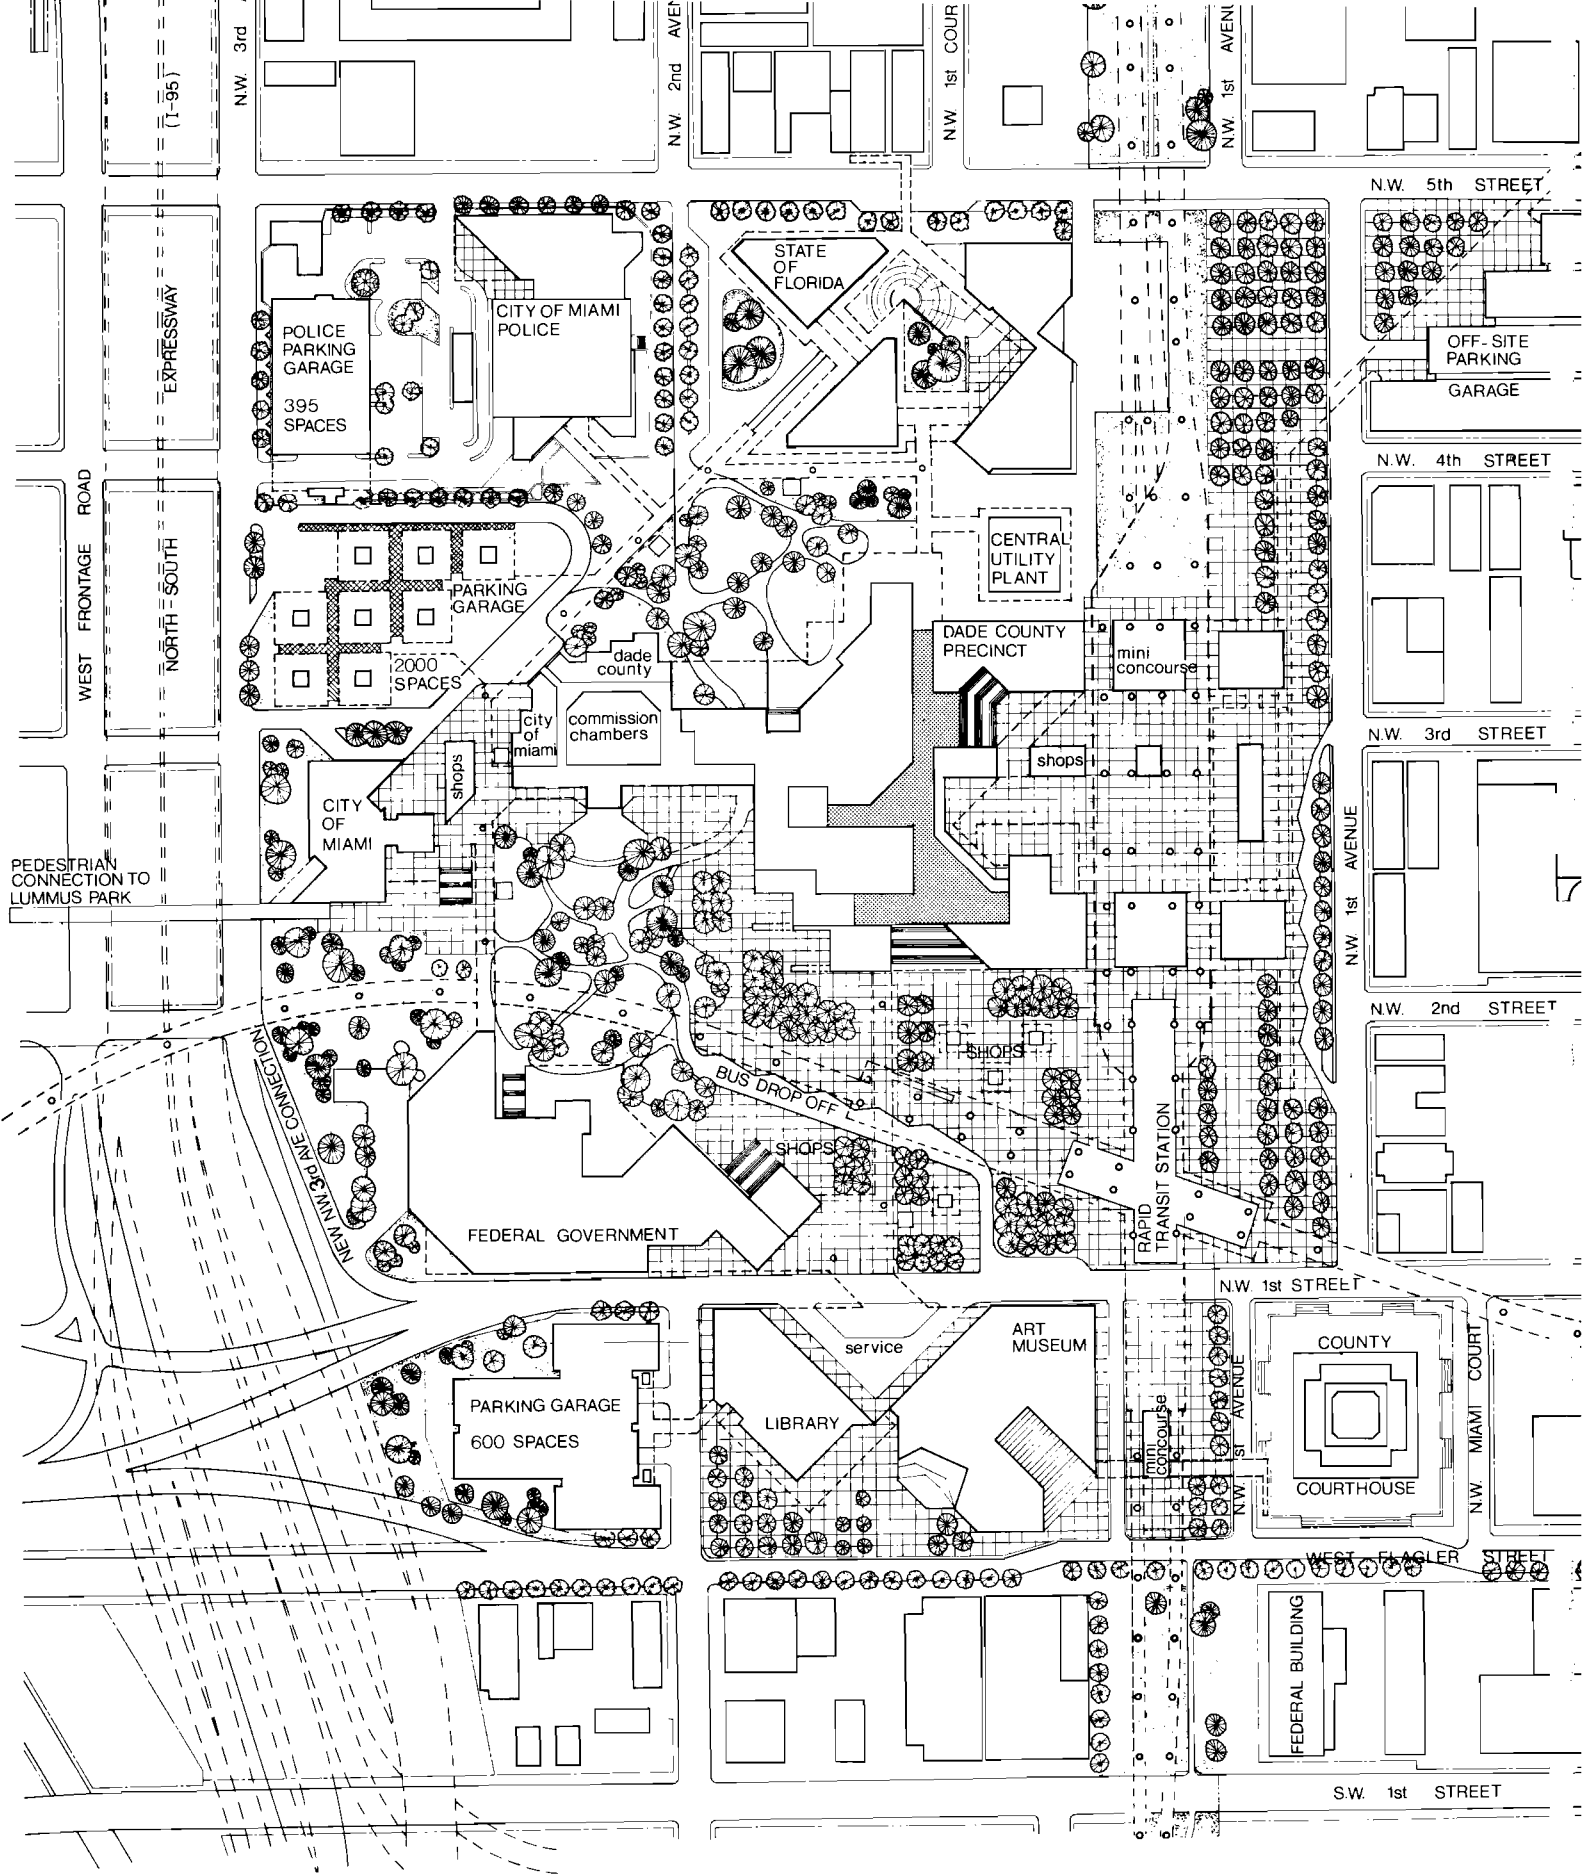 N.W. 3rd
(I-95)
N.W. 2nd AVEN
N.W. 1st COUR
N.W. 1st AVENU
N.W. 5th STREET
STATE
OF
FLORIDA
CITY OF MIAMI
POLICE
POLICE
PARKING
GARAGE
395
SPACES
EXPRESSWAY
OFF-SITE
PARKING
GARAGE
N.W. 4th STREET
WEST FRONTAGE ROAD
NORTH-SOUTH
CENTRAL
UTILITY
PLANT
PARKING
GARAGE
2000
SPACES
dade
county
DADE COUNTY
PRECINCT
mini
concourse
city
of
miami
commission
chambers
shops
shops
N.W. 3rd STREET
CITY
OF
MIAMI
N.W. 1st AVENUE
PEDESTRIAN
CONNECTION TO
LUMMUS PARK
N.W. 2nd STREET
NEW N.W. 3rd AVE CONNECTION
SHOPS
BUS DROP OFF
SHOPS
RAPID
TRANSIT STATION
FEDERAL GOVERNMENT
N.W. 1st STREET
service
ART
MUSEUM
COUNTY
COURTHOUSE
N.W. MIAMI COURT
N.W. 1st AVENUE
mini
concourse
PARKING GARAGE
600 SPACES
LIBRARY
WEST FLAGLER STREET
FEDERAL BUILDING
S.W. 1st STREET